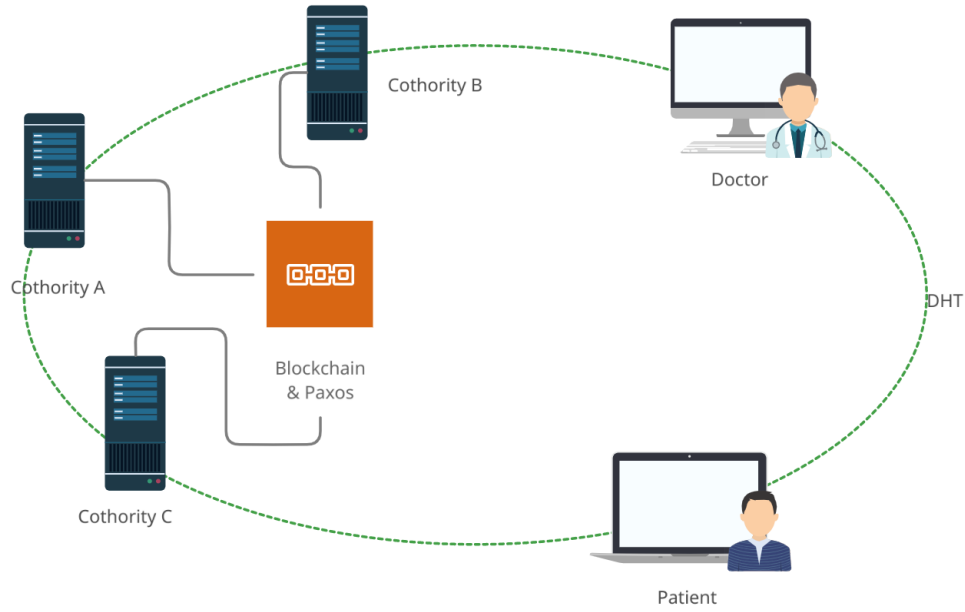 Cothority B
Doctor
Cothority A
DHT
Blockchain
& Paxos
Cothority C
Patient